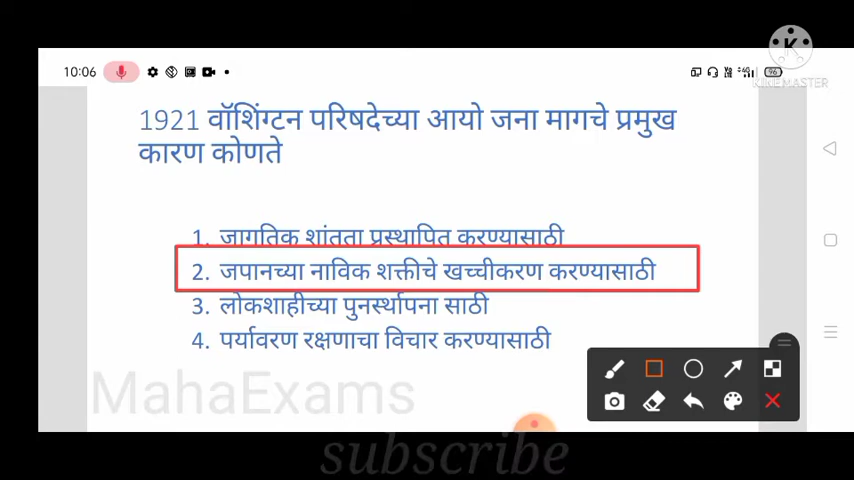 10:06
KINEMASTER
1921 वॉशिंग्टन परिषदेच्या आयो जना मागचे प्रमुख
कारण कोणते
1. जागतिक शांतता प्रस्थापित करण्यासाठी
2. जपानच्या नाविक शक्तीचे खच्चीकरण करण्यासाठी
3. लोकशाहीच्या पुनर्स्थापना साठी
4. पर्यावरण रक्षणाचा विचार करण्यासाठी
MahaExams
subscribe